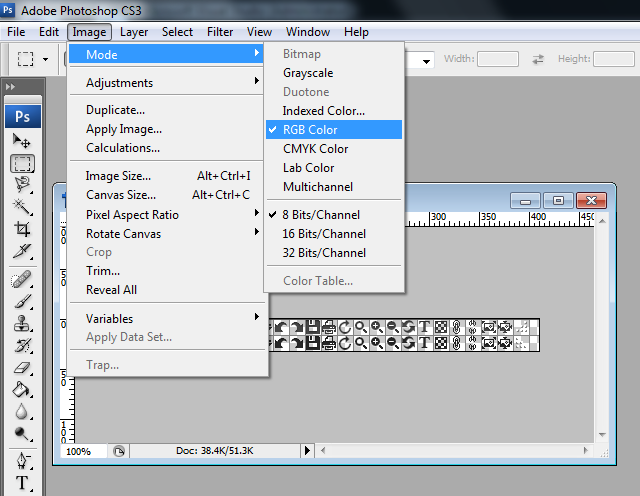 Ps Adobe Photoshop CS3
File Edit Image Layer Select Filter View Window Help
Width: Height:
Mode
Adjustments
Duplicate...
Apply Image...
Calculations...
Image Size... Alt+Ctrl+I
Canvas Size... Alt+Ctrl+C
Pixel Aspect Ratio
Rotate Canvas
Crop
Trim...
Reveal All
Variables
Apply Data Set...
Trap...
Bitmap
Grayscale
Duotone
Indexed Color...
RGB Color
CMYK Color
Lab Color
Multichannel
8 Bits/Channel
16 Bits/Channel
32 Bits/Channel
Color Table...
Ps
300 350 400 450
0
50
100
100% Doc: 38.4K/51.3K
T